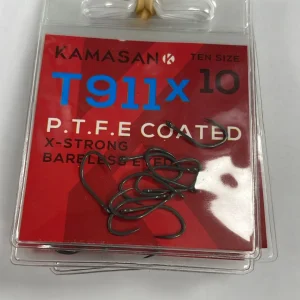 KAMASAN K TEN SIZE
T911x 10
P.T.F.E COATED
X-STRONG
BARBLESS EYED